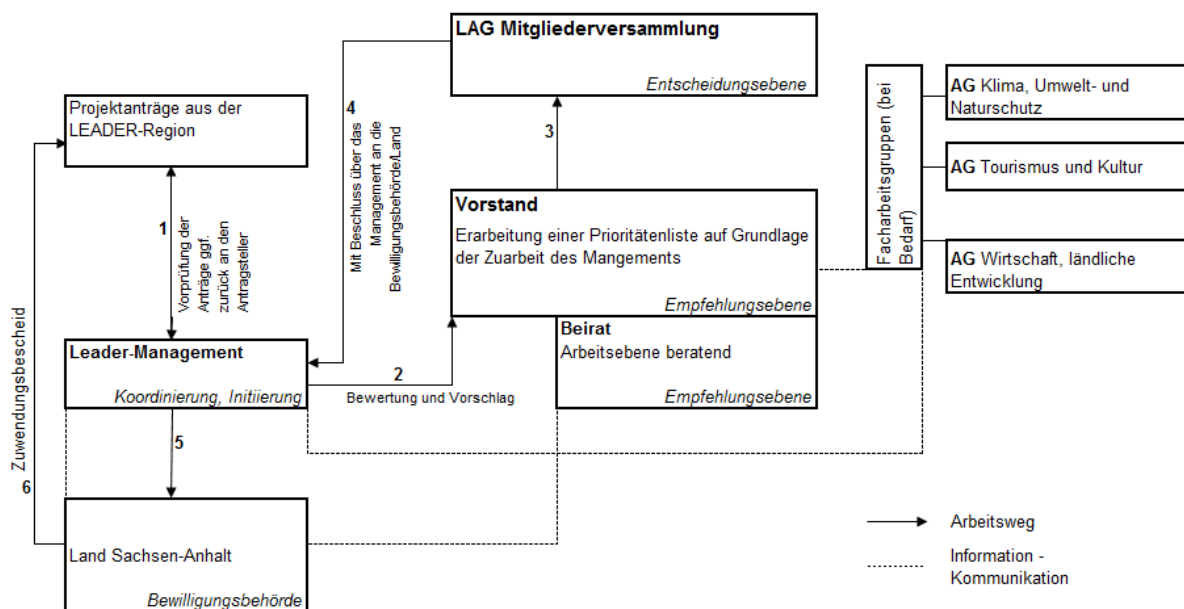 LAG Mitgliederversammlung
Entscheidungsebene
Projektanträge aus der
LEADER-Region
4
Mit Beschluss über das
Management an die
Bewilligungsbehörde/Land
3
Facharbeitsgruppen (bei
Bedarf)
AG Klima, Umwelt- und
Naturschutz
AG Tourismus und Kultur
AG Wirtschaft, ländliche
Entwicklung
1
Vorprüfung der
Anträge ggf.
zurück an den
Antragsteller
Vorstand
Erarbeitung einer Prioritätenliste auf Grundlage
der Zuarbeit des Mangements
Empfehlungsebene
Beirat
Arbeitsebene beratend
Empfehlungsebene
Leader-Management
Koordinierung, Initiierung
2
Bewertung und Vorschlag
5
Zuwendungsbescheid
6
Land Sachsen-Anhalt
Bewilligungsbehörde
Arbeitsweg
Information -
Kommunikation